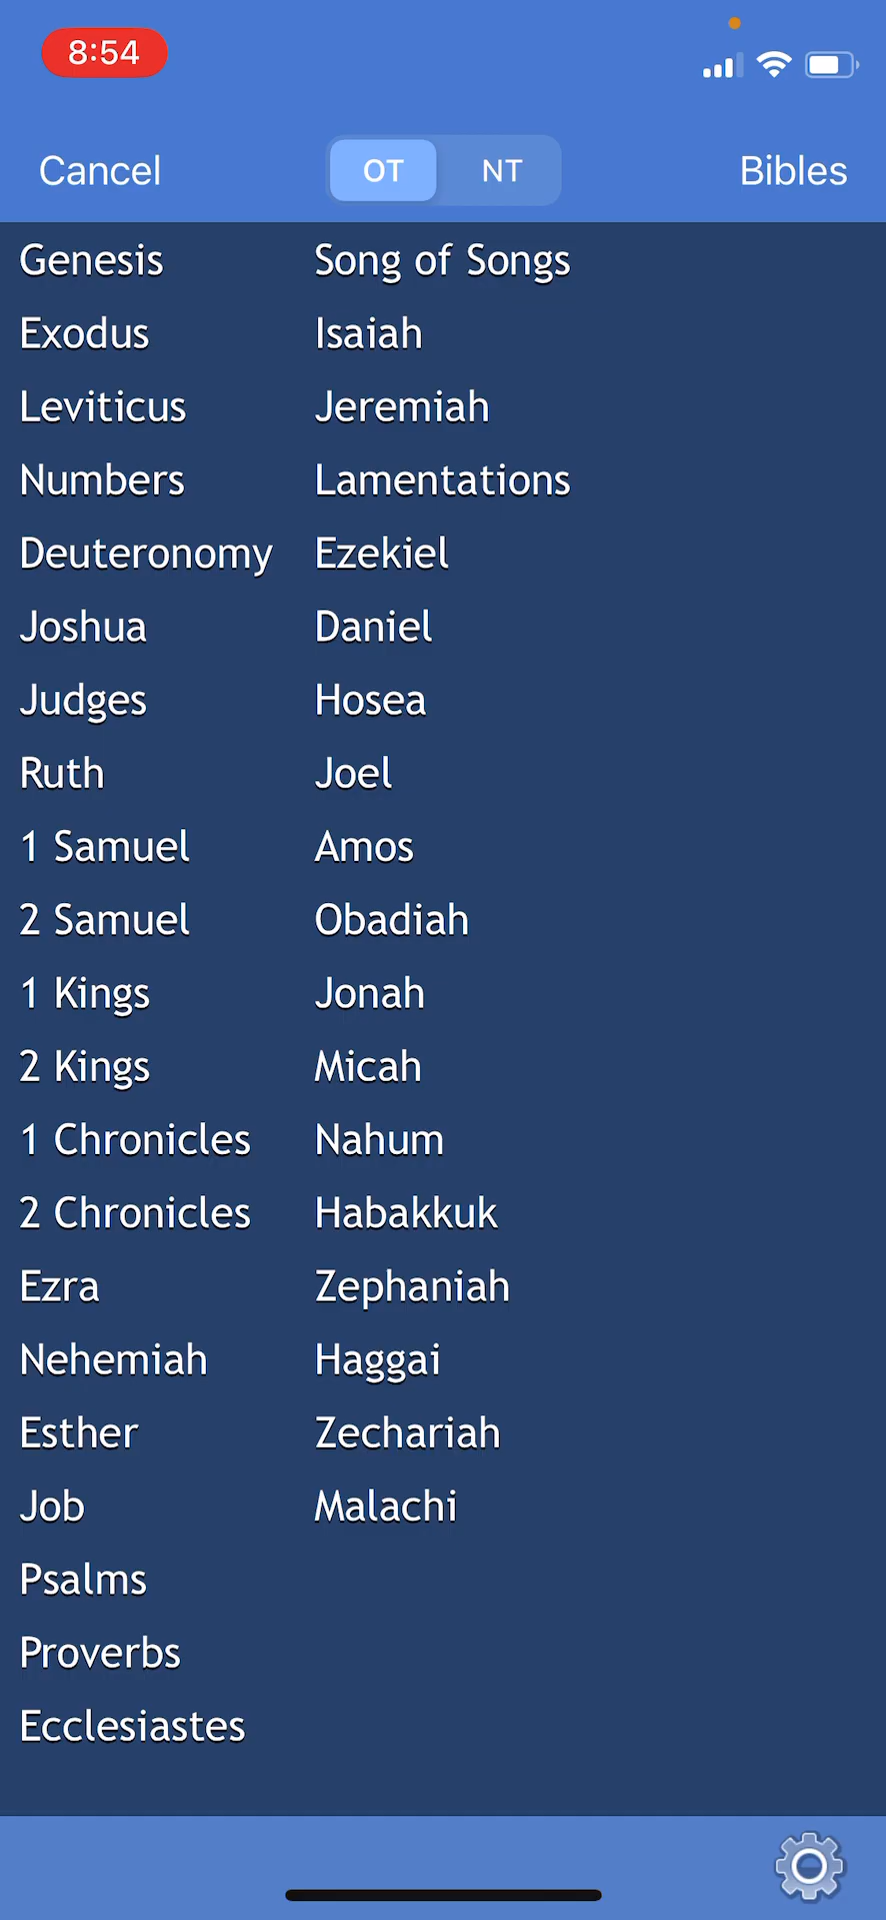 8:54
Cancel OT NT Bibles
Genesis
Exodus
Leviticus
Numbers
Deuteronomy
Joshua
Judges
Ruth
1 Samuel
2 Samuel
1 Kings
2 Kings
1 Chronicles
2 Chronicles
Ezra
Nehemiah
Esther
Job
Psalms
Proverbs
Ecclesiastes
Song of Songs
Isaiah
Jeremiah
Lamentations
Ezekiel
Daniel
Hosea
Joel
Amos
Obadiah
Jonah
Micah
Nahum
Habakkuk
Zephaniah
Haggai
Zechariah
Malachi